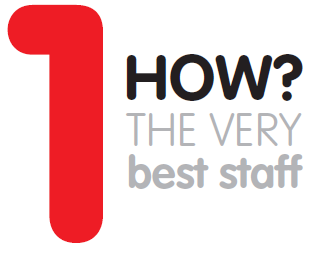 1
HOW?
THE VERY
best staff